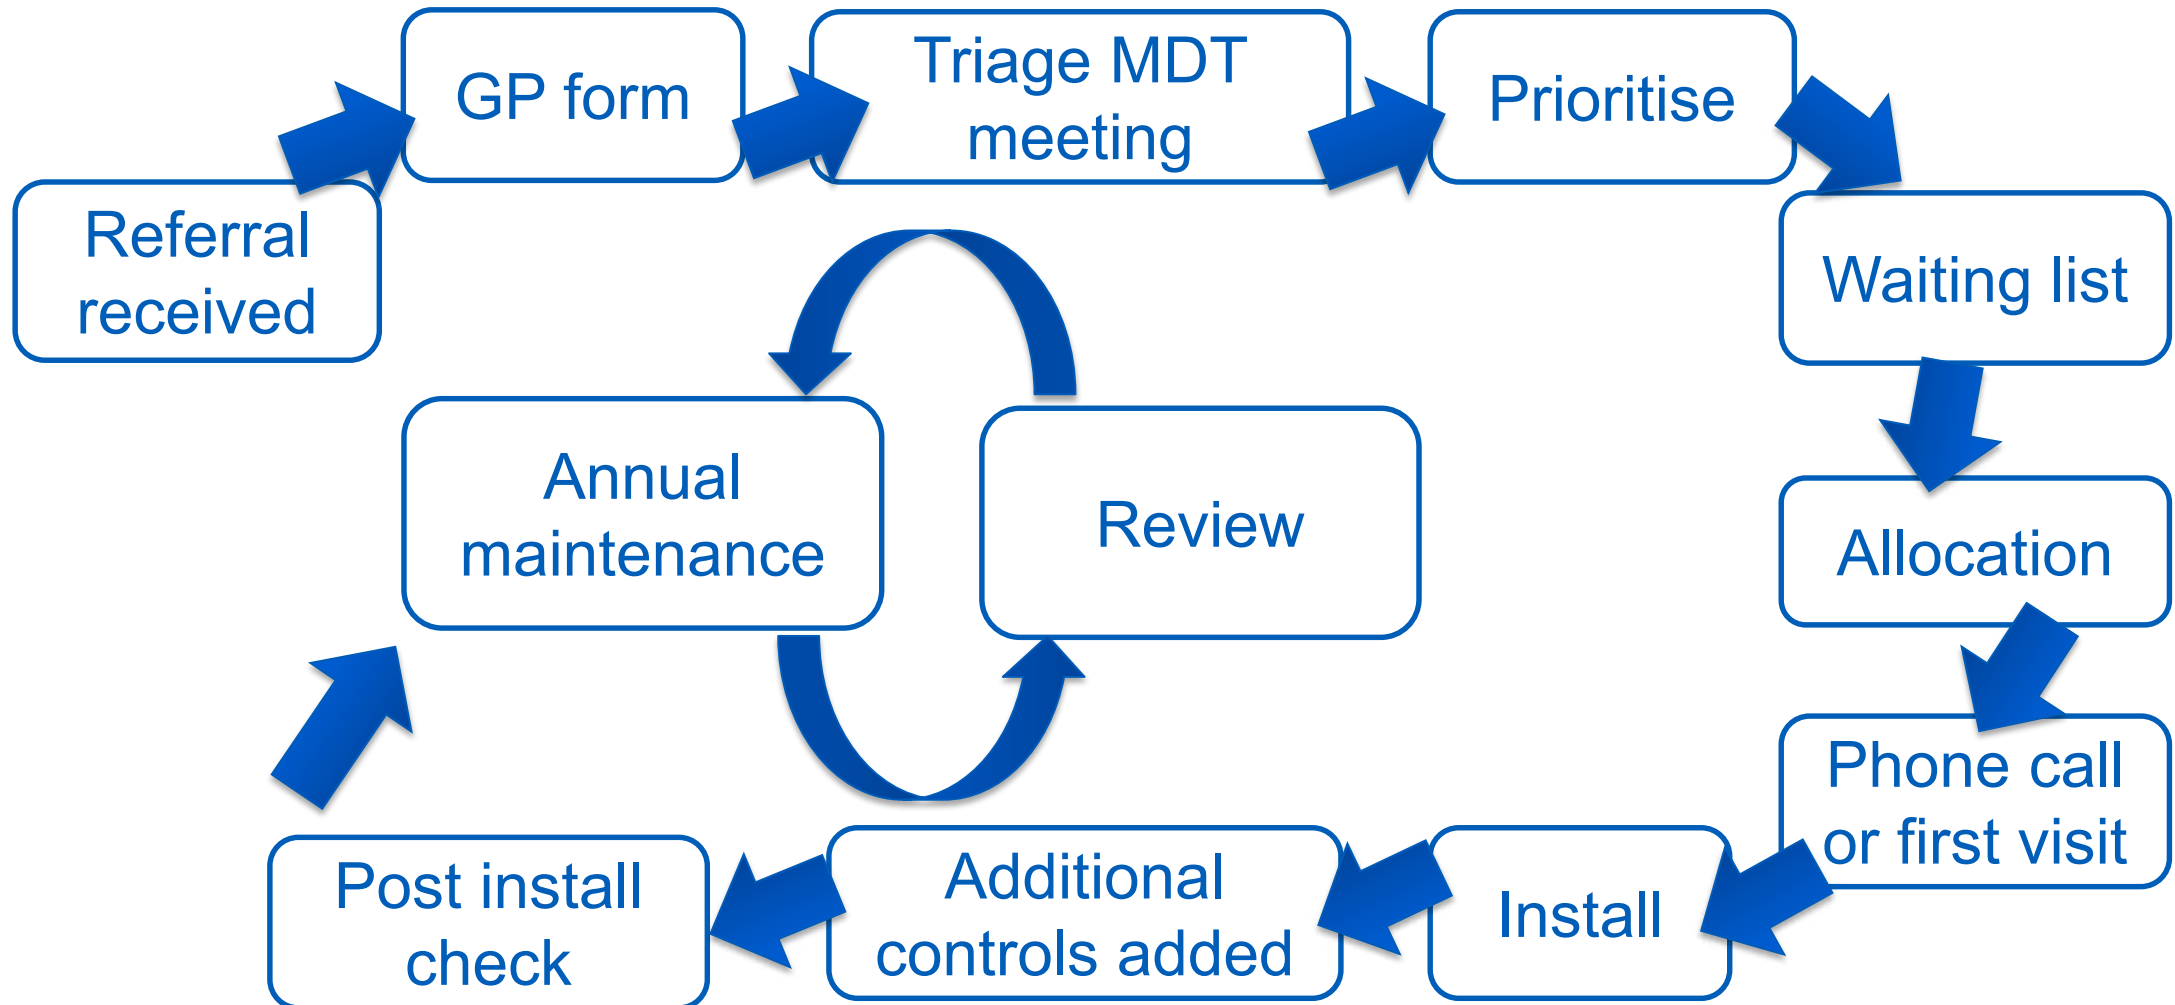 Referral
received
GP form
Triage MDT
meeting
Prioritise
Waiting list
Allocation
Phone call
or first visit
Install
Additional
controls added
Post install
check
Annual
maintenance
Review